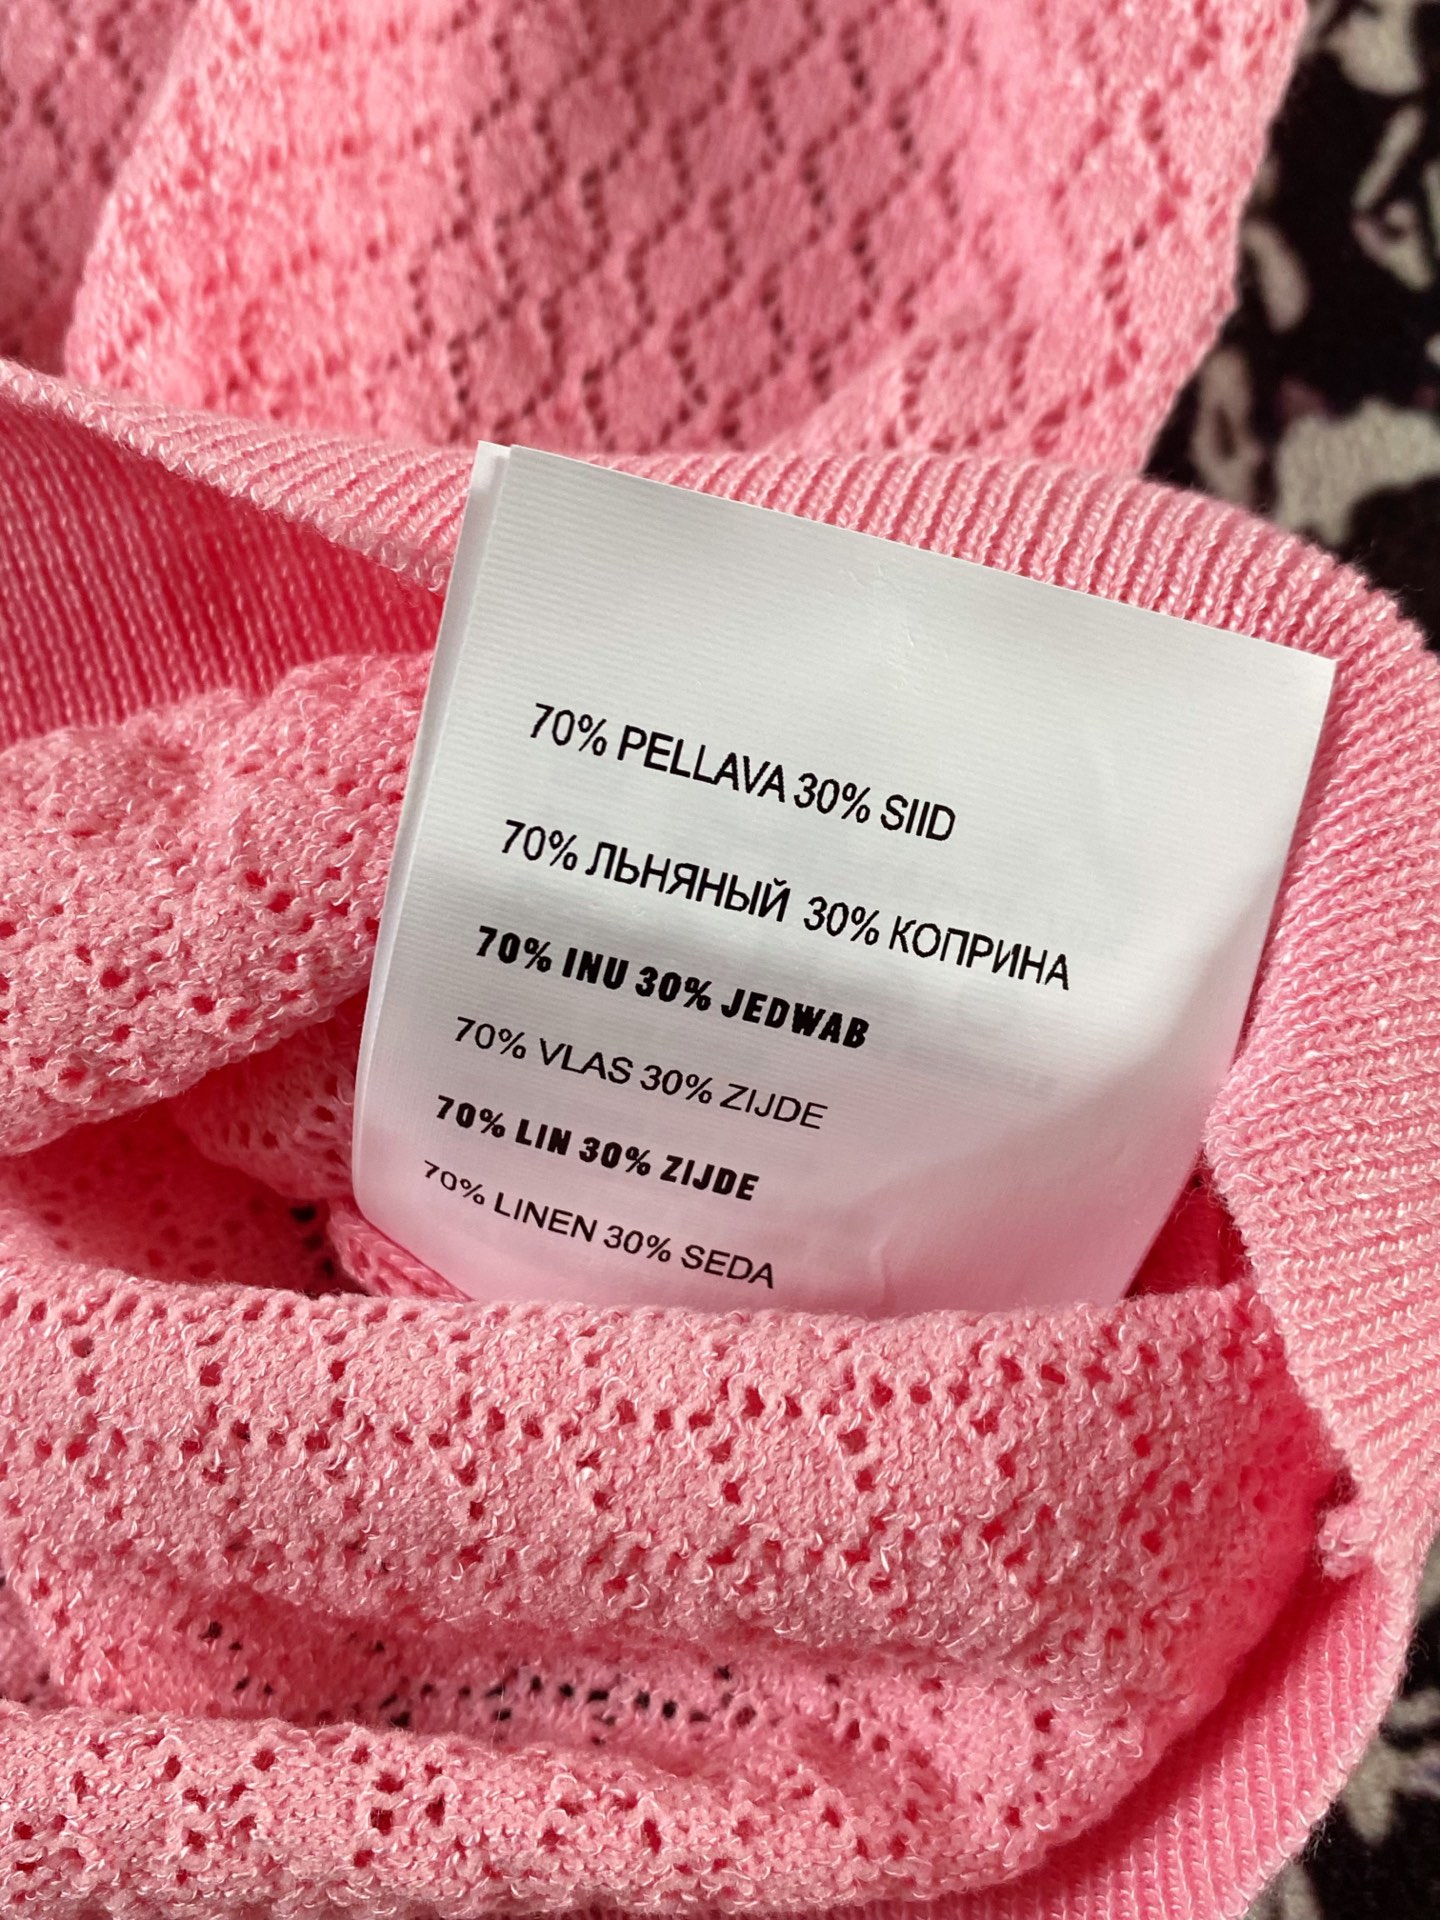 70% PELLAVA 30% SIID
70% ЛЬНЯНЫЙ 30% КОПРИНА
70% INU 30% JEDWAB
70% VLAS 30% ZIJDE
70% LIN 30% ZIJDE
70% LINEN 30% SEDA